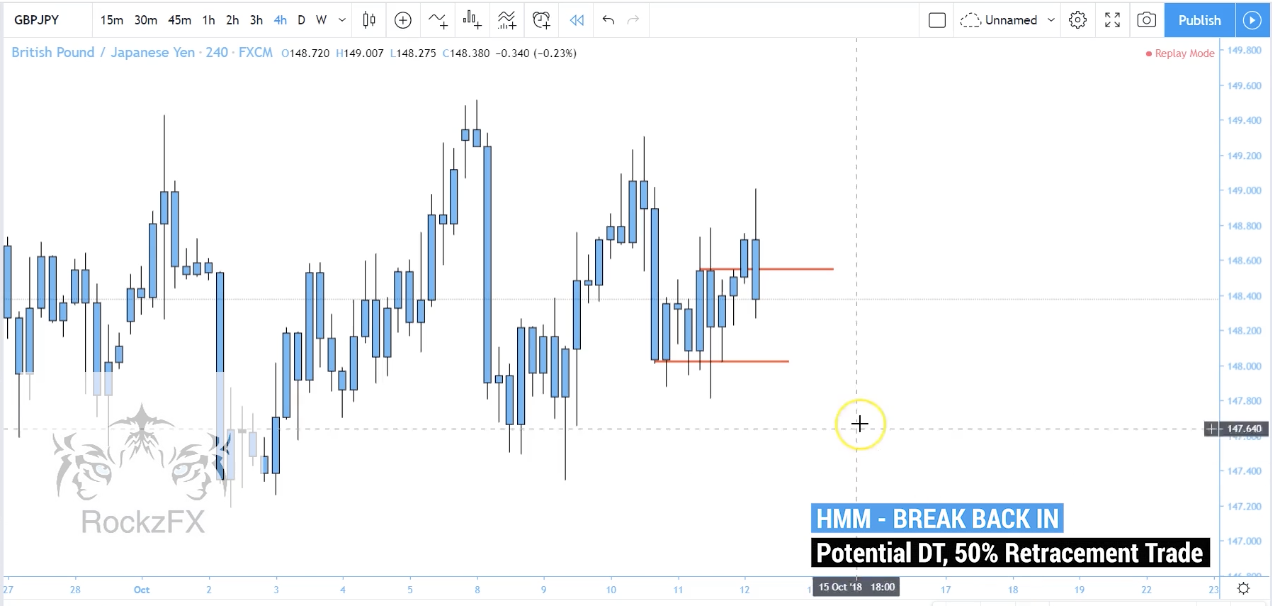 GBPJPY 15m 30m 45m 1h 2h 3h 4h D W Unnamed Publish
British Pound / Japanese Yen · 240 · FXCM O148.720 H149.007 L148.275 C148.380 −0.340 (−0.23%)
Replay Mode
149.800
149.600
149.400
149.200
149.000
148.800
148.600
148.400
148.200
148.000
147.800
147.640
147.400
147.200
147.000
RockzFX
HMM - BREAK BACK IN
Potential DT, 50% Retracement Trade
27 28 Oct 2 3 4 5 8 9 10 11 12 15 Oct '18 18:00 17 18 19 22 23